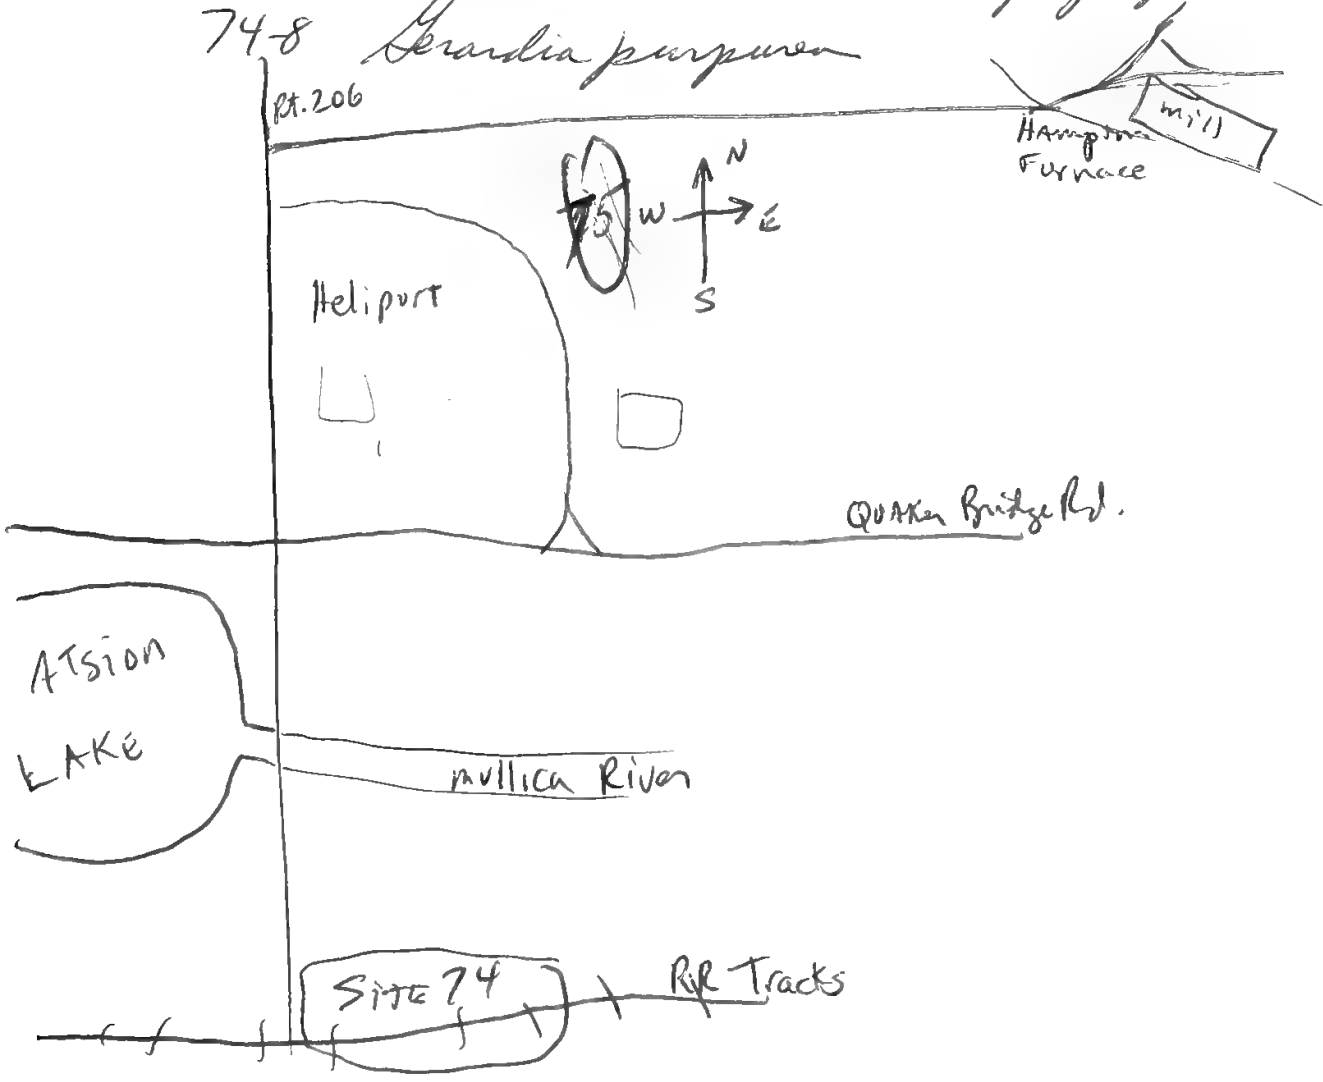 74-8 Gerardia purpurea
Rt. 206
mill
Hampton
Furnace
N
W
E
S
75
Heliport
Quaker Bridge Rd.
ATSION
LAKE
mullica River
Site 74
RR Tracks